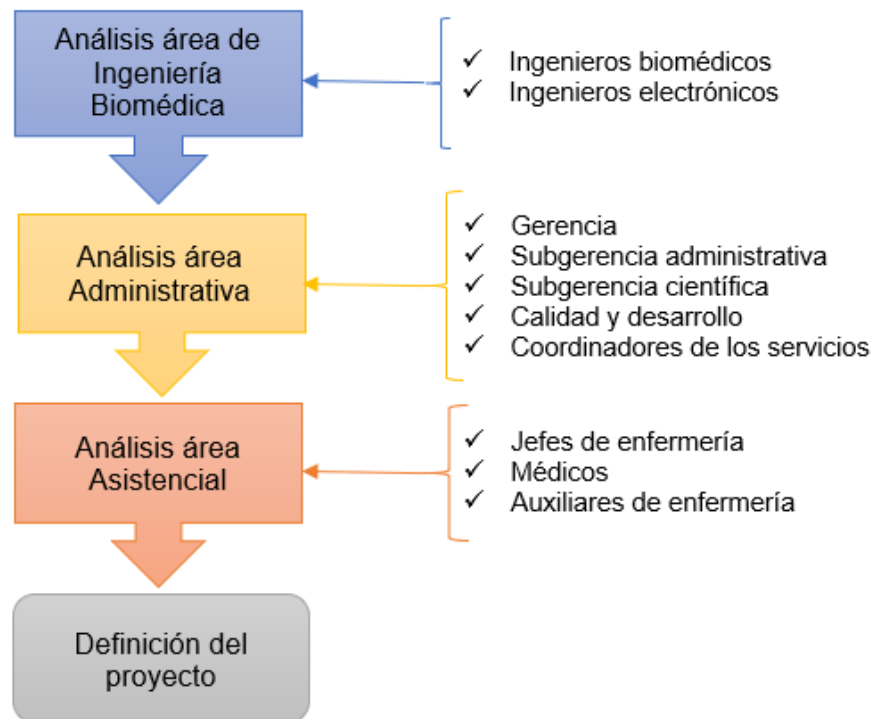 Análisis área de
Ingeniería
Biomédica
✓ Ingenieros biomédicos
✓ Ingenieros electrónicos
Análisis área
Administrativa
✓ Gerencia
✓ Subgerencia administrativa
✓ Subgerencia científica
✓ Calidad y desarrollo
✓ Coordinadores de los servicios
Análisis área
Asistencial
✓ Jefes de enfermería
✓ Médicos
✓ Auxiliares de enfermería
Definición del
proyecto